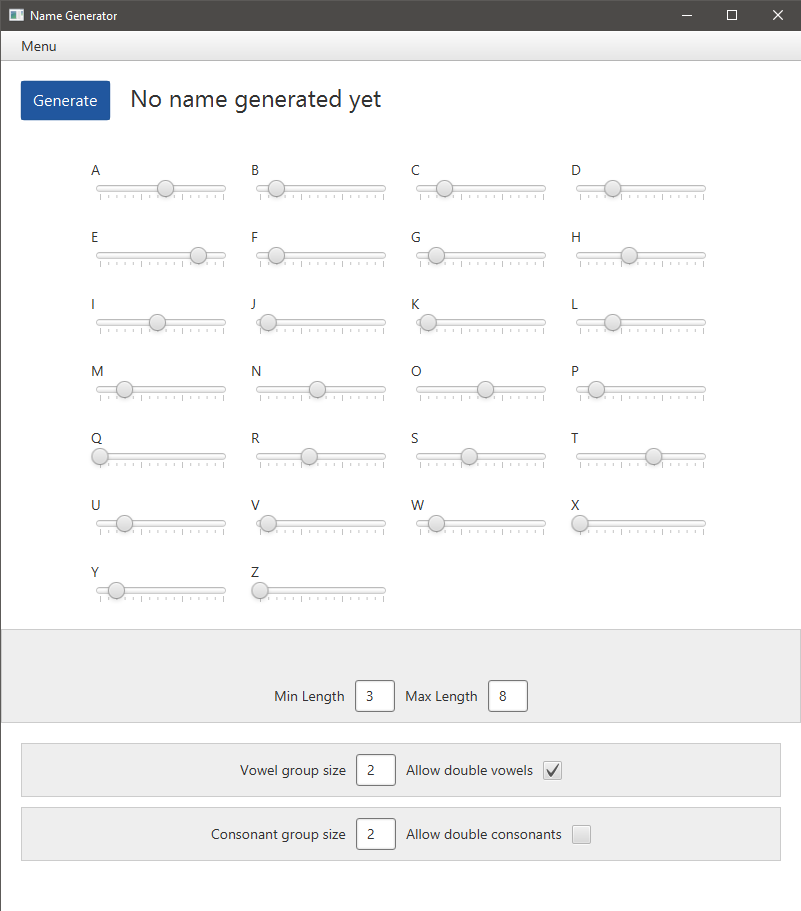 Name Generator
Menu
Generate No name generated yet
A B C D
E F G H
I J K L
M N O P
Q R S T
U V W X
Y Z
Min Length 3 Max Length 8
Vowel group size 2 Allow double vowels
Consonant group size 2 Allow double consonants